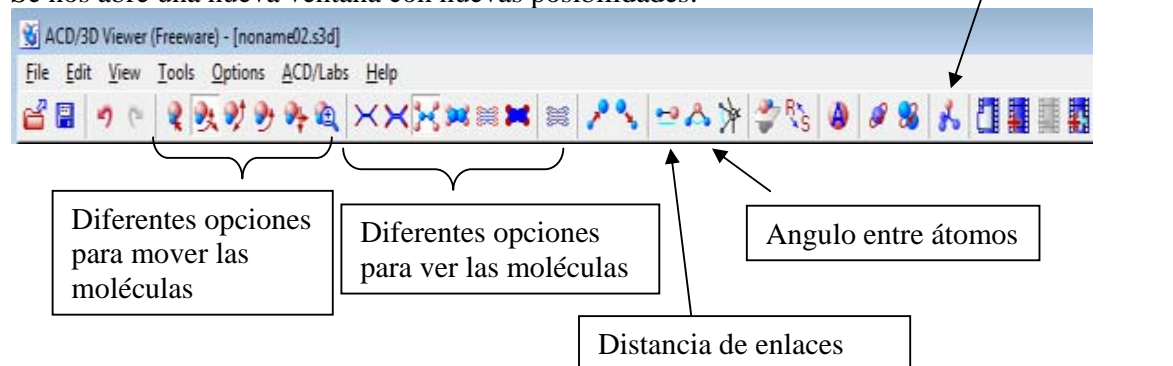 Se nos abre una nueva ventana con nuevas posibilidades:
ACD/3D Viewer (Freeware) - [noname02.s3d]
File Edit View Tools Options ACD/Labs Help
R S A
Diferentes opciones
para mover las
moléculas
Diferentes opciones
para ver las moléculas
Angulo entre átomos
Distancia de enlaces